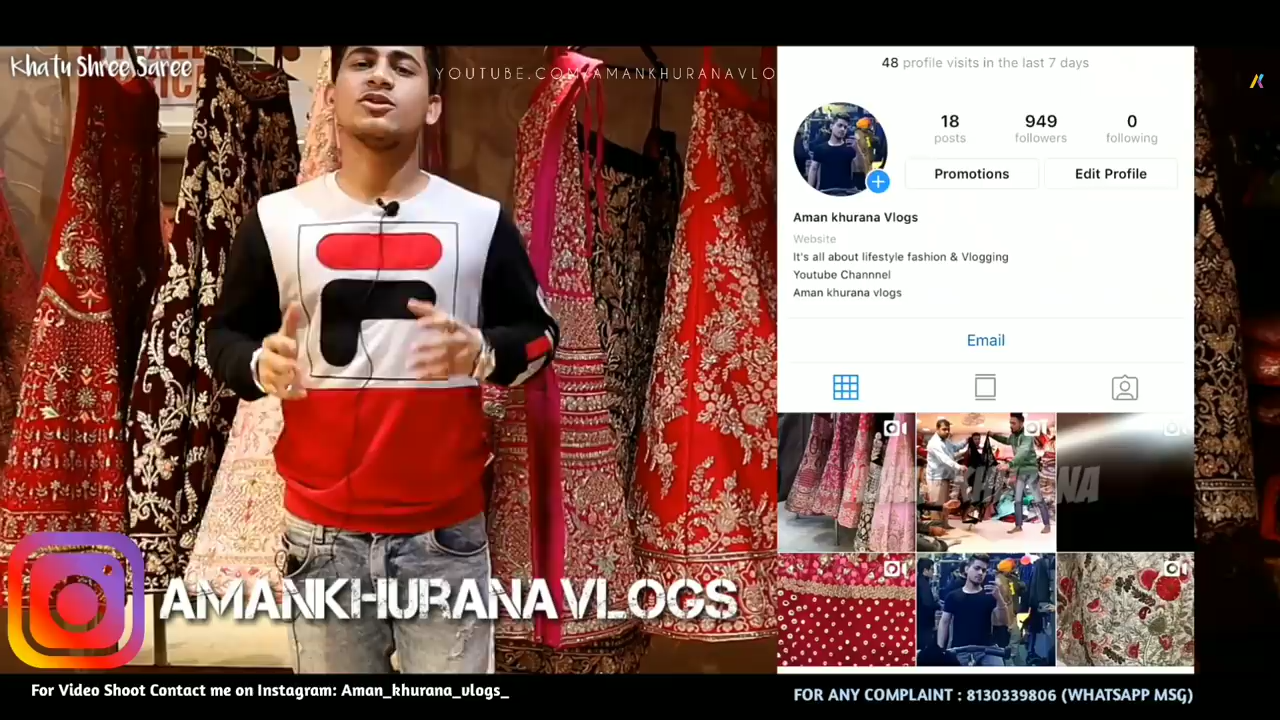 Khatu Shree Saree
YOUTUBE.COM/AMANKHURANAVLO
48 profile visits in the last 7 days
18
posts
949
followers
0
following
Promotions
Edit Profile
Aman khurana Vlogs
Website
It's all about lifestyle fashion & Vlogging
Youtube Channnel
Aman khurana vlogs
Email
AMANKHURANAVLOGS
For Video Shoot Contact me on Instagram: Aman_khurana_vlogs_
FOR ANY COMPLAINT : 8130339806 (WHATSAPP MSG)